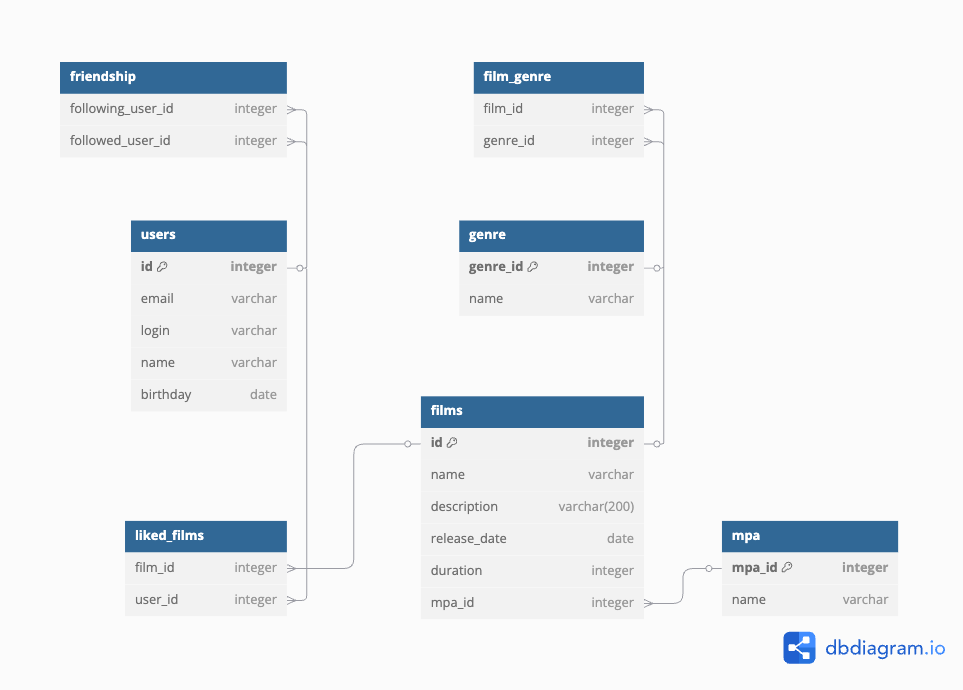 friendship
following_user_id integer
followed_user_id integer
film_genre
film_id integer
genre_id integer
users
id integer
email varchar
login varchar
name varchar
birthday date
genre
genre_id integer
name varchar
films
id integer
name varchar
description varchar(200)
release_date date
duration integer
mpa_id integer
liked_films
film_id integer
user_id integer
mpa
mpa_id integer
name varchar
dbdiagram.io